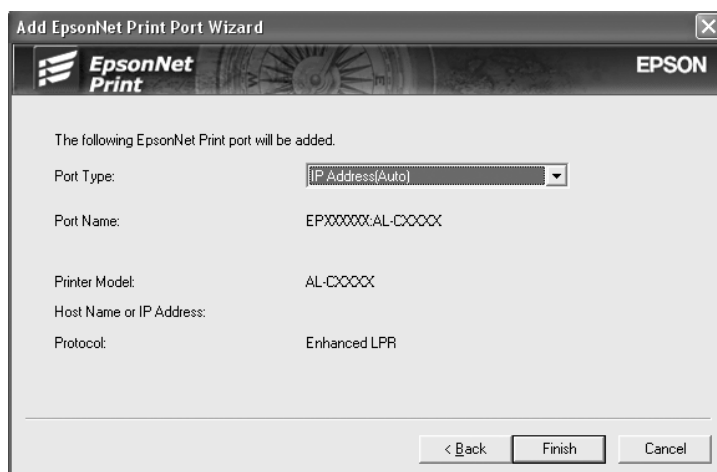 Add EpsonNet Print Port Wizard
EpsonNet
Print
EPSON
The following EpsonNet Print port will be added.
Port Type: IP Address(Auto)
Port Name: EPXXXXXX:AL-CXXXX
Printer Model: AL-CXXXX
Host Name or IP Address:
Protocol: Enhanced LPR
< Back Finish Cancel